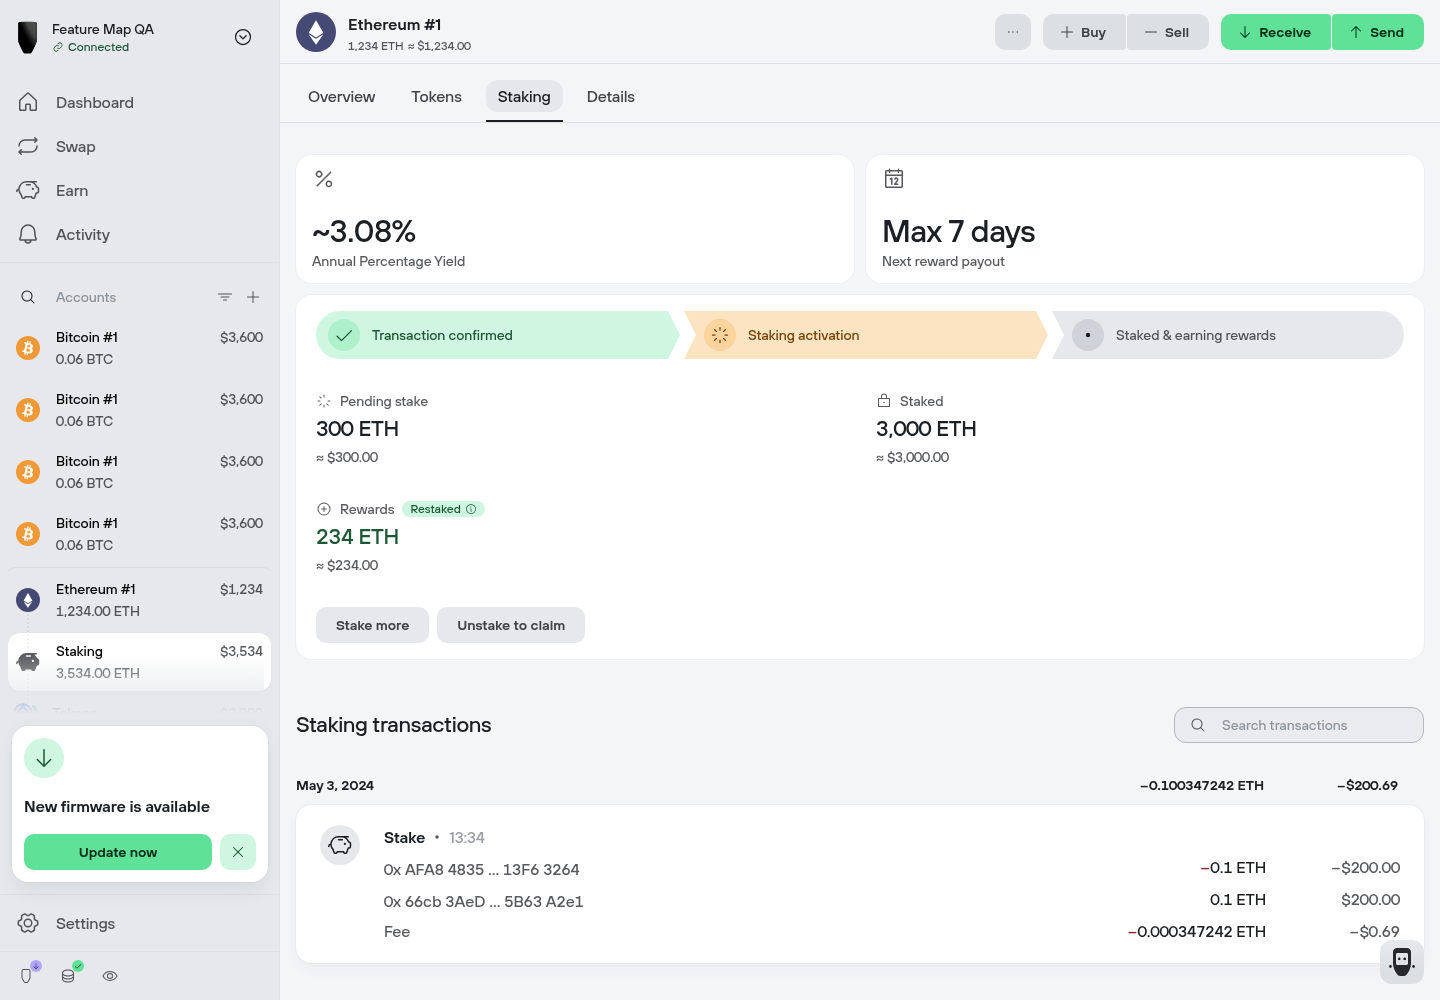 Feature Map QA
Connected
Dashboard
Swap
Earn
Activity
Accounts
Bitcoin #1 $3,600
0.06 BTC
Bitcoin #1 $3,600
0.06 BTC
Bitcoin #1 $3,600
0.06 BTC
Bitcoin #1 $3,600
0.06 BTC
Ethereum #1 $1,234
1,234.00 ETH
Staking $3,534
3,534.00 ETH
New firmware is available
Update now
Settings
Ethereum #1
1,234 ETH ≈ $1,234.00
Buy
Sell
Receive
Send
Overview Tokens Staking Details
12
~3.08%
Annual Percentage Yield
Max 7 days
Next reward payout
Transaction confirmed
Staking activation
Staked & earning rewards
Pending stake
300 ETH
≈ $300.00
Staked
3,000 ETH
≈ $3,000.00
Rewards Restaked
234 ETH
≈ $234.00
Stake more
Unstake to claim
Staking transactions
Search transactions
May 3, 2024 –0.100347242 ETH –$200.69
Stake • 13:34
0x AFA8 4835 ... 13F6 3264 –0.1 ETH –$200.00
0x 66cb 3AeD ... 5B63 A2e1 0.1 ETH $200.00
Fee –0.000347242 ETH –$0.69